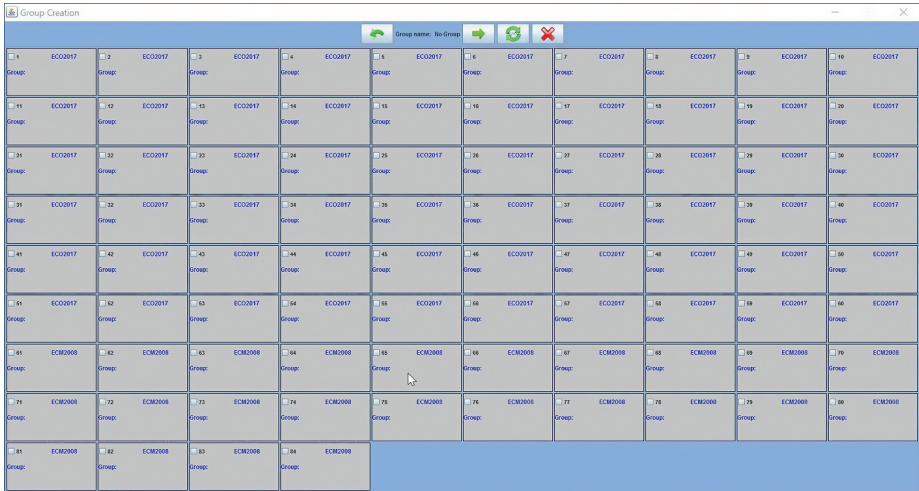 Group Creation
Group name: No Group
1 ECO2017 2 ECO2017 3 ECO2017 4 ECO2017 5 ECO2017 6 ECO2017 7 ECO2017 8 ECO2017 9 ECO2017 10 ECO2017
Group: Group: Group: Group: Group: Group: Group: Group: Group: Group:
11 ECO2017 12 ECO2017 13 ECO2017 14 ECO2017 15 ECO2017 16 ECO2017 17 ECO2017 18 ECO2017 19 ECO2017 20 ECO2017
Group: Group: Group: Group: Group: Group: Group: Group: Group: Group:
21 ECO2017 22 ECO2017 23 ECO2017 24 ECO2017 25 ECO2017 26 ECO2017 27 ECO2017 28 ECO2017 29 ECO2017 30 ECO2017
Group: Group: Group: Group: Group: Group: Group: Group: Group: Group:
31 ECO2017 32 ECO2017 33 ECO2017 34 ECO2017 35 ECO2017 36 ECO2017 37 ECO2017 38 ECO2017 39 ECO2017 40 ECO2017
Group: Group: Group: Group: Group: Group: Group: Group: Group: Group:
41 ECO2017 42 ECO2017 43 ECO2017 44 ECO2017 45 ECO2017 46 ECO2017 47 ECO2017 48 ECO2017 49 ECO2017 50 ECO2017
Group: Group: Group: Group: Group: Group: Group: Group: Group: Group:
51 ECO2017 52 ECO2017 53 ECO2017 54 ECO2017 55 ECO2017 56 ECO2017 57 ECO2017 58 ECO2017 59 ECO2017 60 ECO2017
Group: Group: Group: Group: Group: Group: Group: Group: Group: Group:
61 ECM2008 62 ECM2008 63 ECM2008 64 ECM2008 65 ECM2008 66 ECM2008 67 ECM2008 68 ECM2008 69 ECM2008 70 ECM2008
Group: Group: Group: Group: Group: Group: Group: Group: Group: Group:
71 ECM2008 72 ECM2008 73 ECM2008 74 ECM2008 75 ECM2008 76 ECM2008 77 ECM2008 78 ECM2008 79 ECM2008 80 ECM2008
Group: Group: Group: Group: Group: Group: Group: Group: Group: Group:
81 ECM2008 82 ECM2008 83 ECM2008 84 ECM2008
Group: Group: Group: Group: